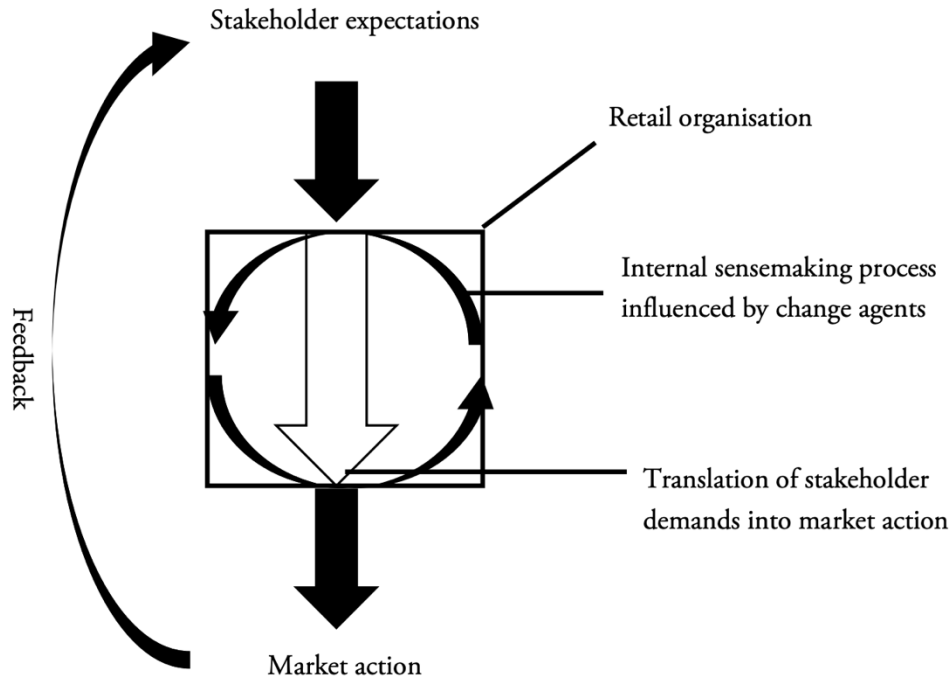 Stakeholder expectations
Retail organisation
Internal sensemaking process
influenced by change agents
Feedback
Translation of stakeholder
demands into market action
Market action